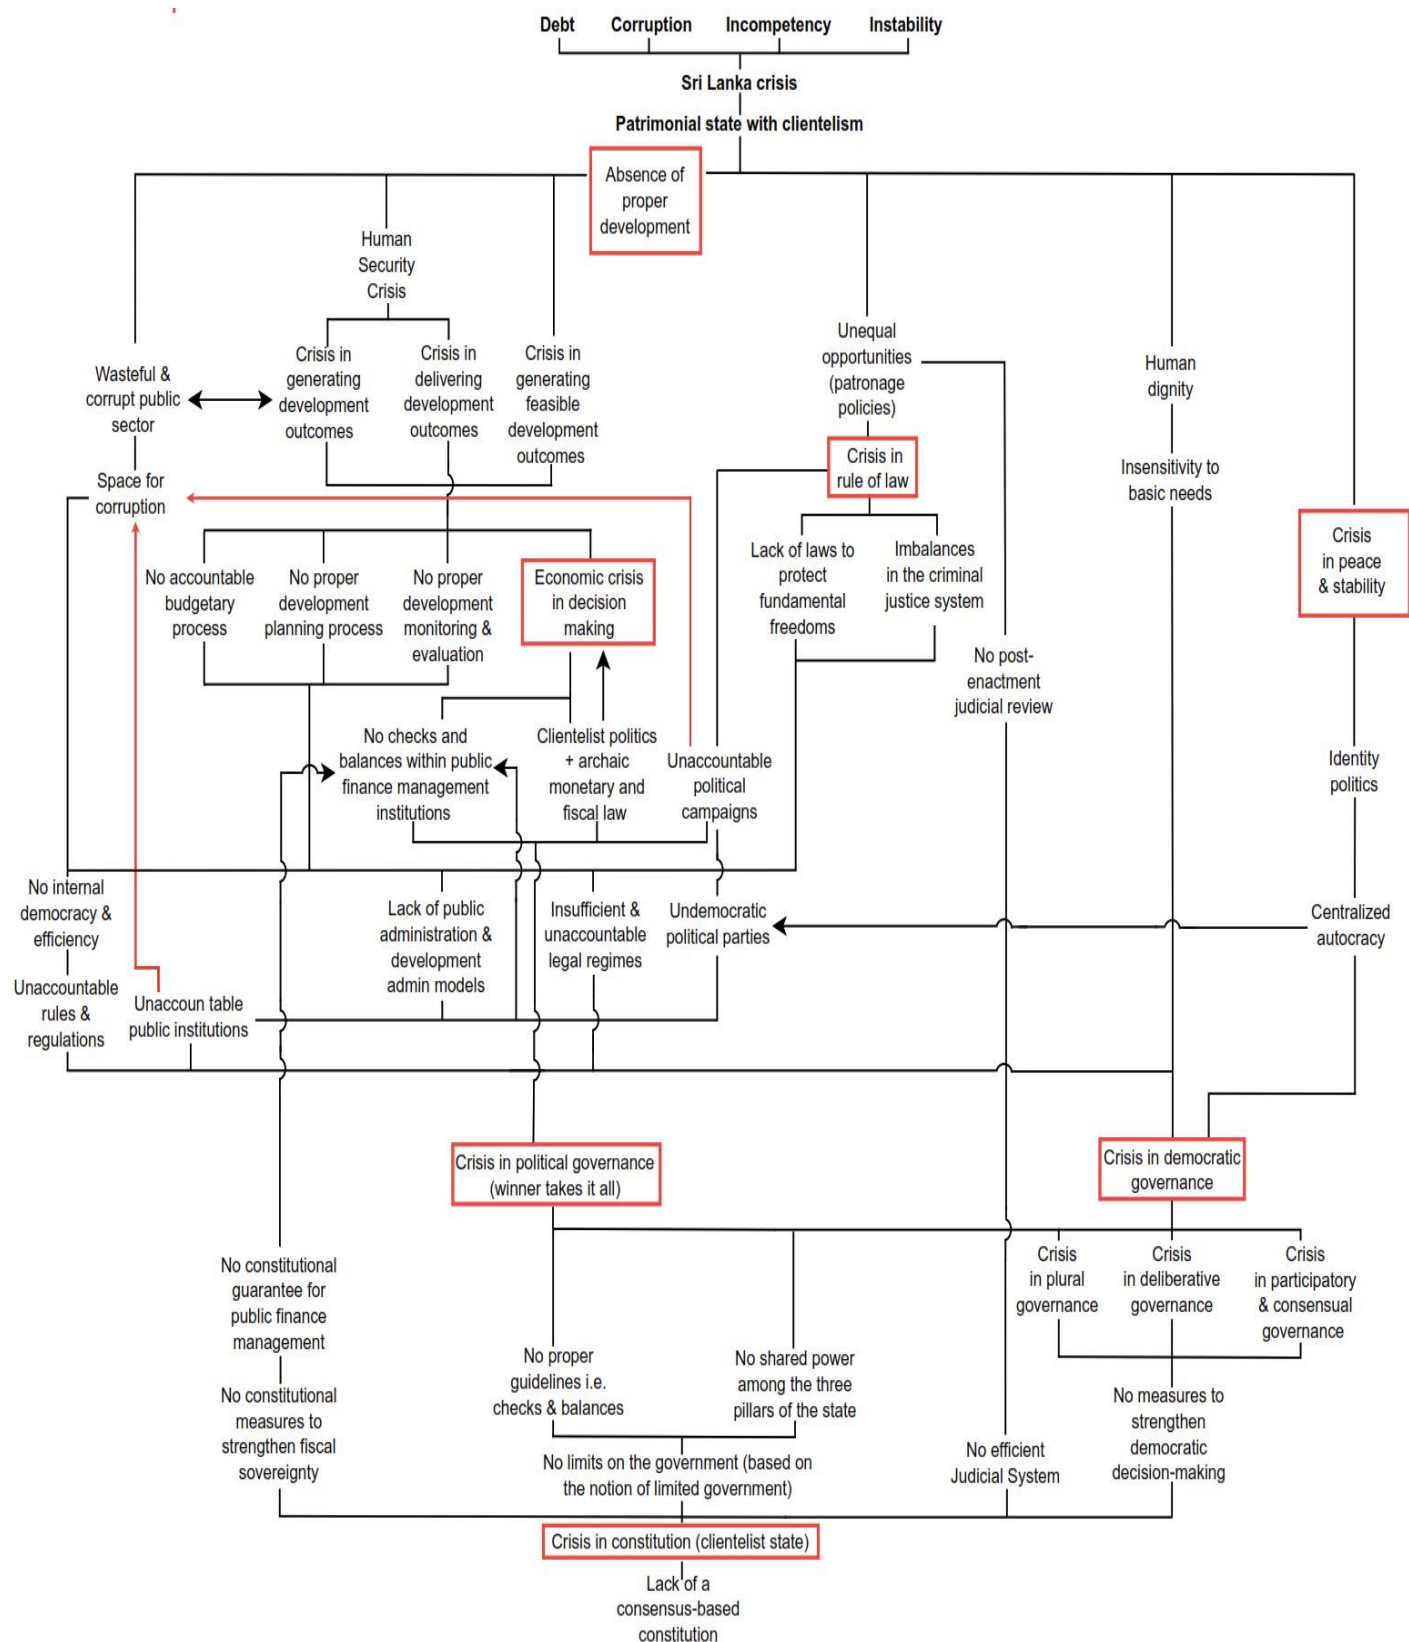 Debt Corruption Incompetency Instability
Sri Lanka crisis
Patrimonial state with clientelism
Absence of
proper
development
Human
Security
Crisis
Wasteful &
corrupt public
sector
Crisis in
generating
development
outcomes
Crisis in
delivering
development
outcomes
Crisis in
generating
feasible
development
outcomes
Unequal
opportunities
(patronage
policies)
Human
dignity
Space for
corruption
Crisis in
rule of law
Insensitivity to
basic needs
Crisis
in peace
& stability
No accountable
budgetary
process
No proper
development
planning process
No proper
development
monitoring &
evaluation
Economic crisis
in decision
making
Lack of laws to
protect
fundamental
freedoms
Imbalances
in the criminal
justice system
No post-
enactment
judicial review
No checks and
balances within public
finance management
institutions
Clientelist politics
+ archaic
monetary and
fiscal law
Unaccountable
political
campaigns
Identity
politics
No internal
democracy &
efficiency
Lack of public
administration &
development
admin models
Insufficient &
unaccountable
legal regimes
Undemocratic
political parties
Centralized
autocracy
Unaccountable
rules &
regulations
Unaccoun table
public institutions
Crisis in political governance
(winner takes it all)
Crisis in democratic
governance
No constitutional
guarantee for
public finance
management
Crisis
in plural
governance
Crisis
in deliberative
governance
Crisis
in participatory
& consensual
governance
No proper
guidelines i.e.
checks & balances
No shared power
among the three
pillars of the state
No constitutional
measures to
strengthen fiscal
sovereignty
No measures to
strengthen
democratic
decision-making
No efficient
Judicial System
No limits on the government (based on
the notion of limited government)
Crisis in constitution (clientelist state)
Lack of a
consensus-based
constitution